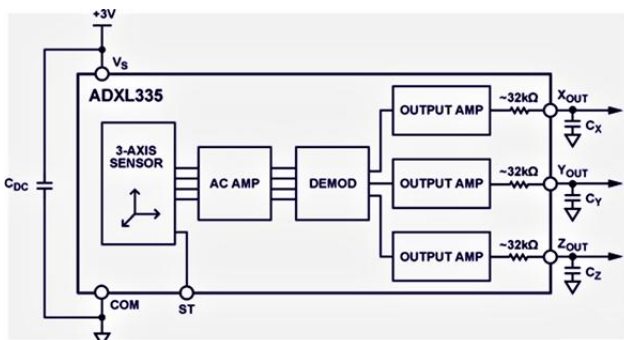 +3V
VS
ADXL335
3-AXIS
SENSOR
AC AMP
DEMOD
OUTPUT AMP
~32kΩ
XOUT
CX
OUTPUT AMP
~32kΩ
YOUT
CY
OUTPUT AMP
~32kΩ
ZOUT
CZ
CDC
COM
ST